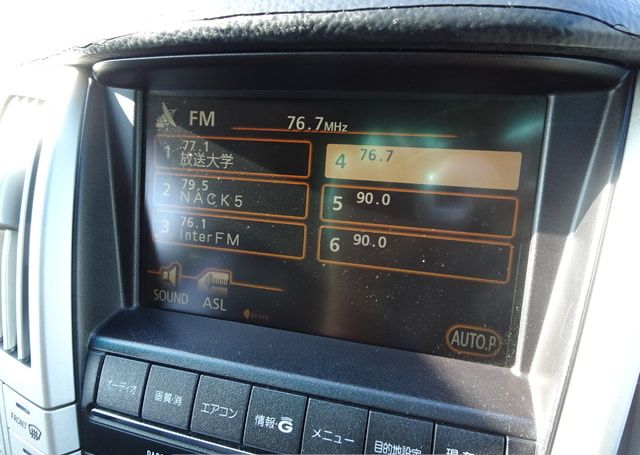 FM 76.7MHz
1 77.1
放送大学
4 76.7
2 79.5
NACK5
5 90.0
3 76.1
InterFM
6 90.0
SOUND ASL
AUTO.P
オーディオ 画質・消 エアコン 情報・G メニュー 目的地設定
FRONT